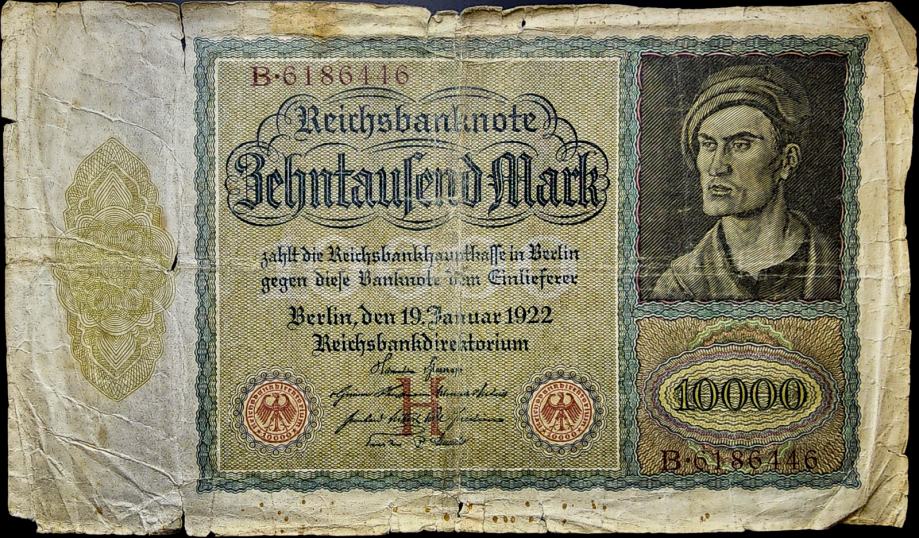 B·6186446
Reichsbanknote
Zehntauſend Mark
zahlt die Reichsbankhauptkaſſe in Berlin
gegen dieſe Banknote dem Einlieferer
Berlin, den 19. Januar 1922
Reichsbankdirektorium
H
10000
B·6186446